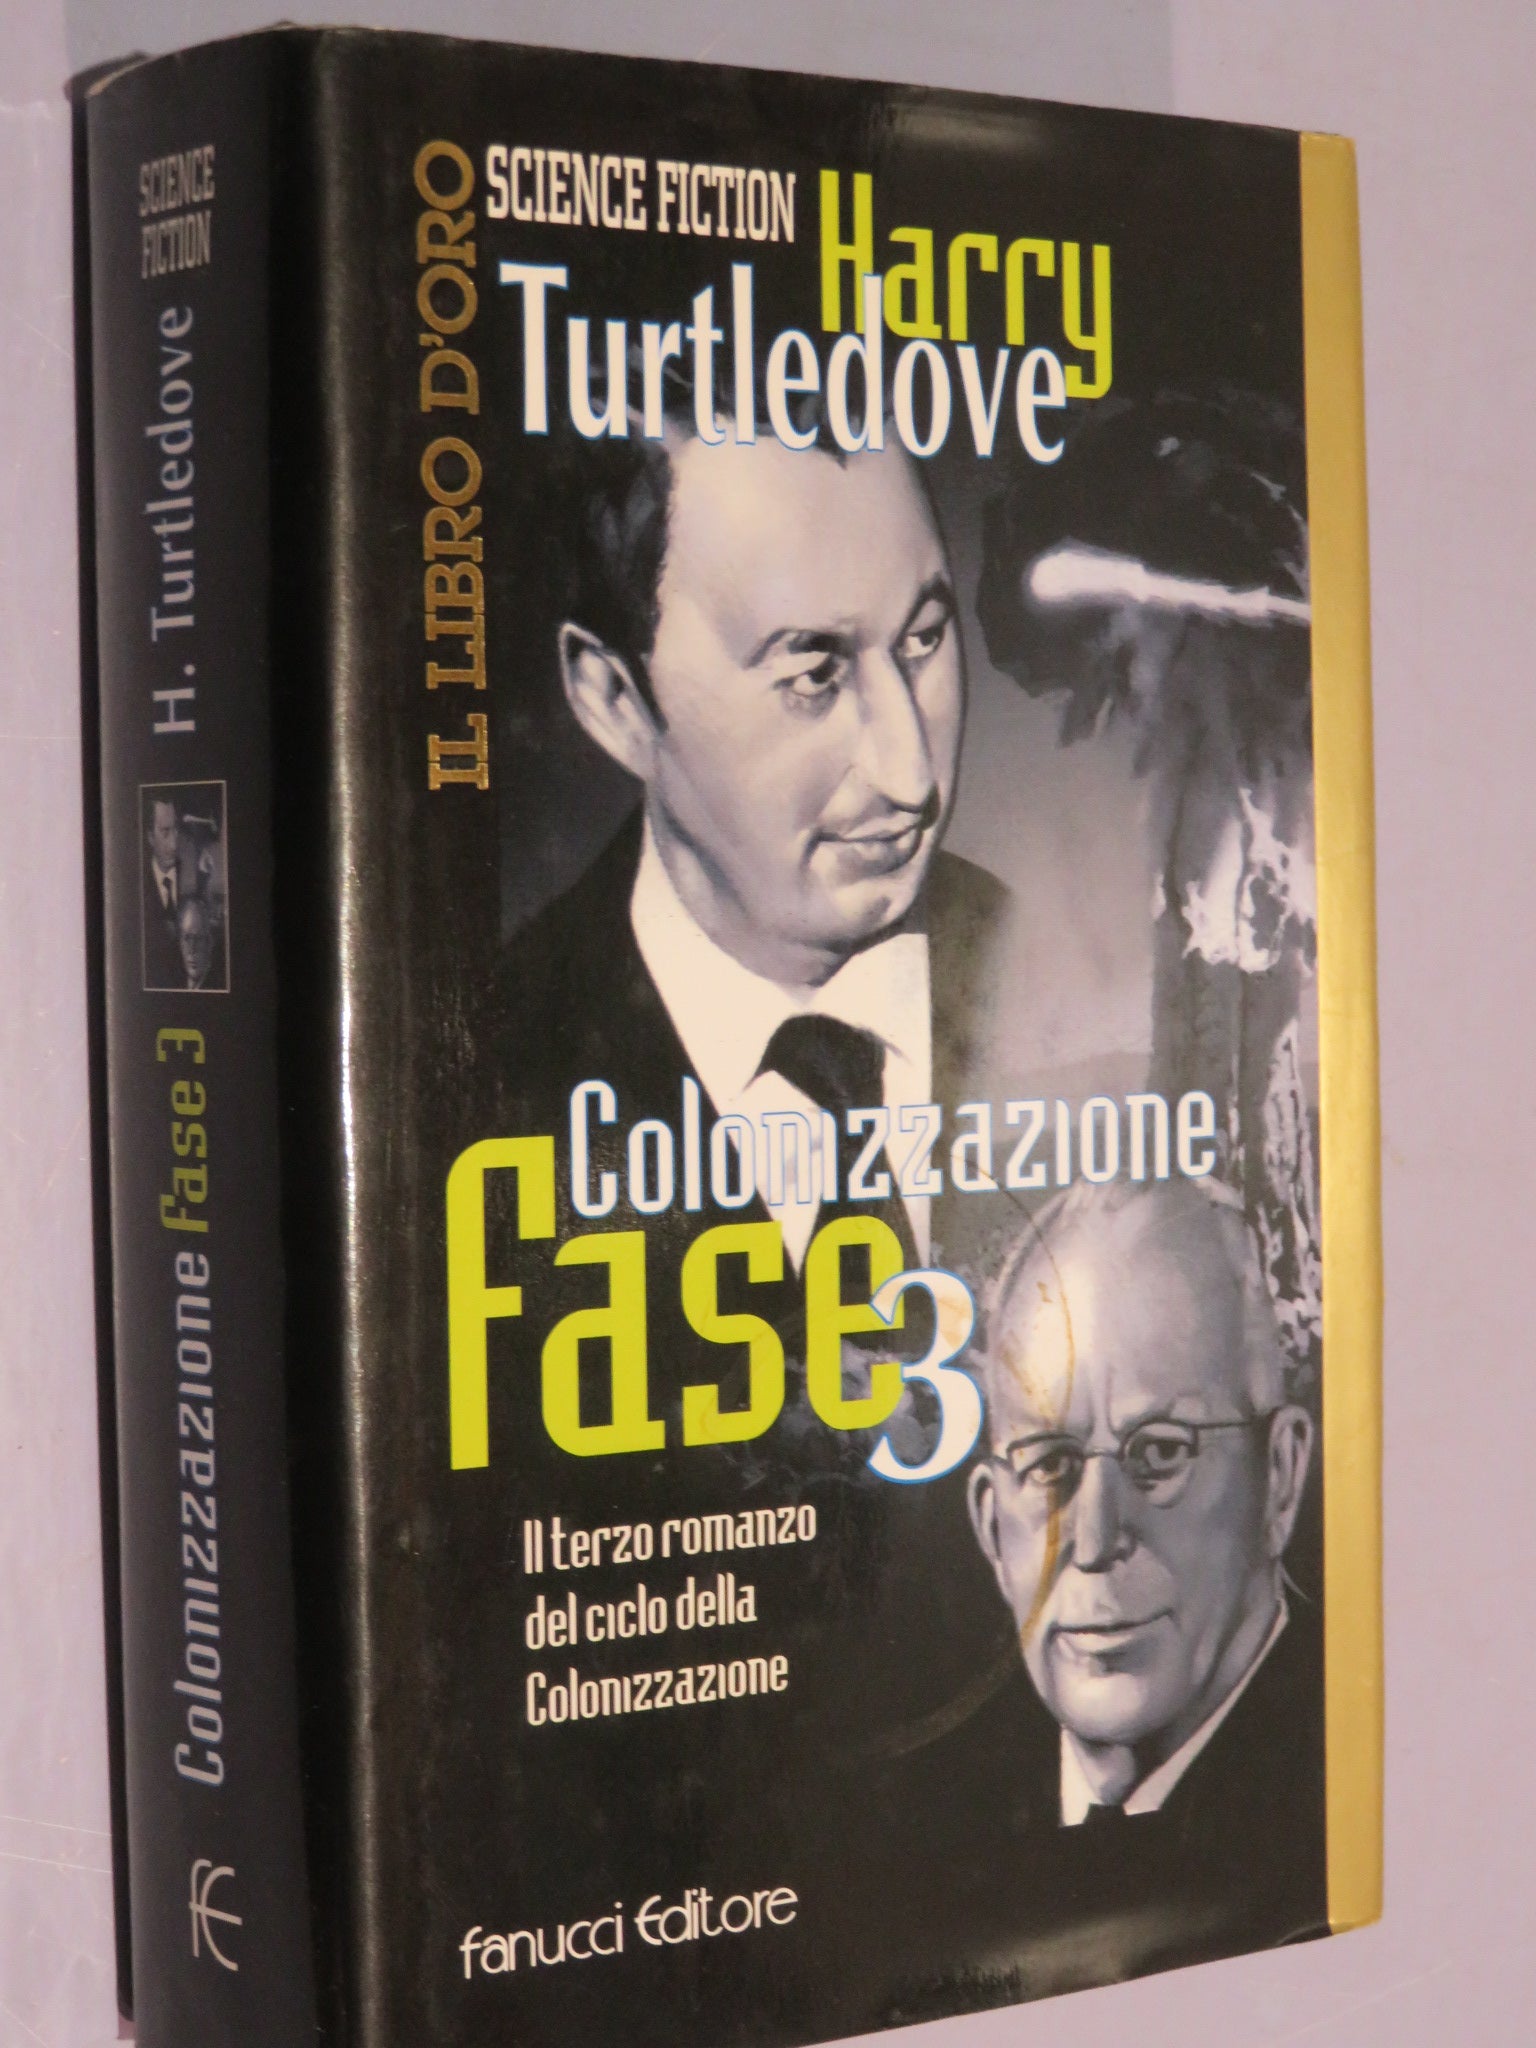 SCIENCE
FICTION
H. Turtledove
Colonizzazione fase 3
IL LIBRO D'ORO
SCIENCE FICTION
Harry
Turtledove
Colonizzazione
fase 3
Il terzo romanzo
del ciclo della
Colonizzazione
fanucci Editore